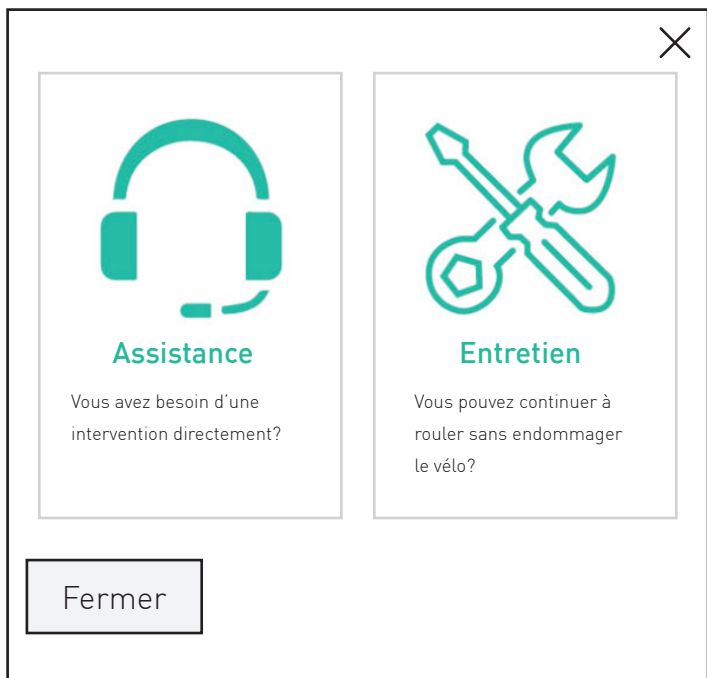 Assistance
Vous avez besoin d'une
intervention directement?
Entretien
Vous pouvez continuer à
rouler sans endommager
le vélo?
Fermer